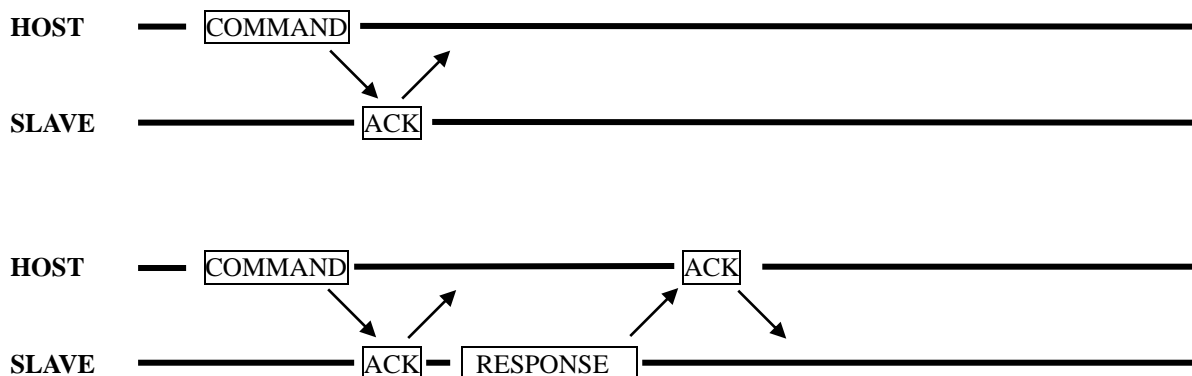 HOST COMMAND
SLAVE ACK
HOST COMMAND ACK
SLAVE ACK RESPONSE